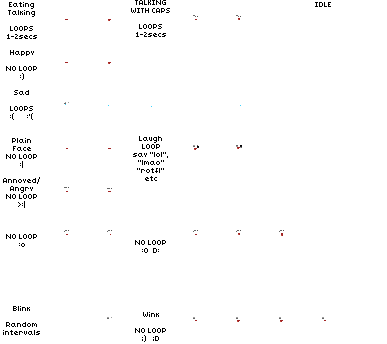 Eating
Talking
LOOPS
1-2secs
TALKING
WITH CAPS
LOOPS
1-2secs
IDLE
Happy
NO LOOP
:)
Sad
LOOPS
:( :'(
Plain
Face
NO LOOP
:|
Laugh
LOOP
say "lol",
"lmao"
"rotfl"
etc
Annoyed/
Angry
NO LOOP
>:|
NO LOOP
:o
NO LOOP
:O D:
Blink
Random
intervals
Wink
NO LOOP
;) ;D